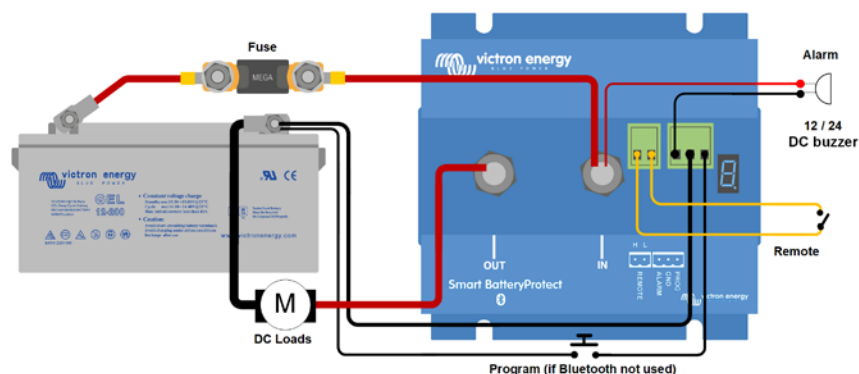 Fuse
MEGA
victron energy
BLUE POWER
Alarm
12 / 24
DC buzzer
victron energy
BLUE POWER
GEL
12-200
• Constant voltage charge
• Caution:
www.victronenergy.com
OUT
IN
H L
REMOTE
ALARM
GND
PROG
Remote
Smart BatteryProtect
victron energy
M
DC Loads
Program (if Bluetooth not used)